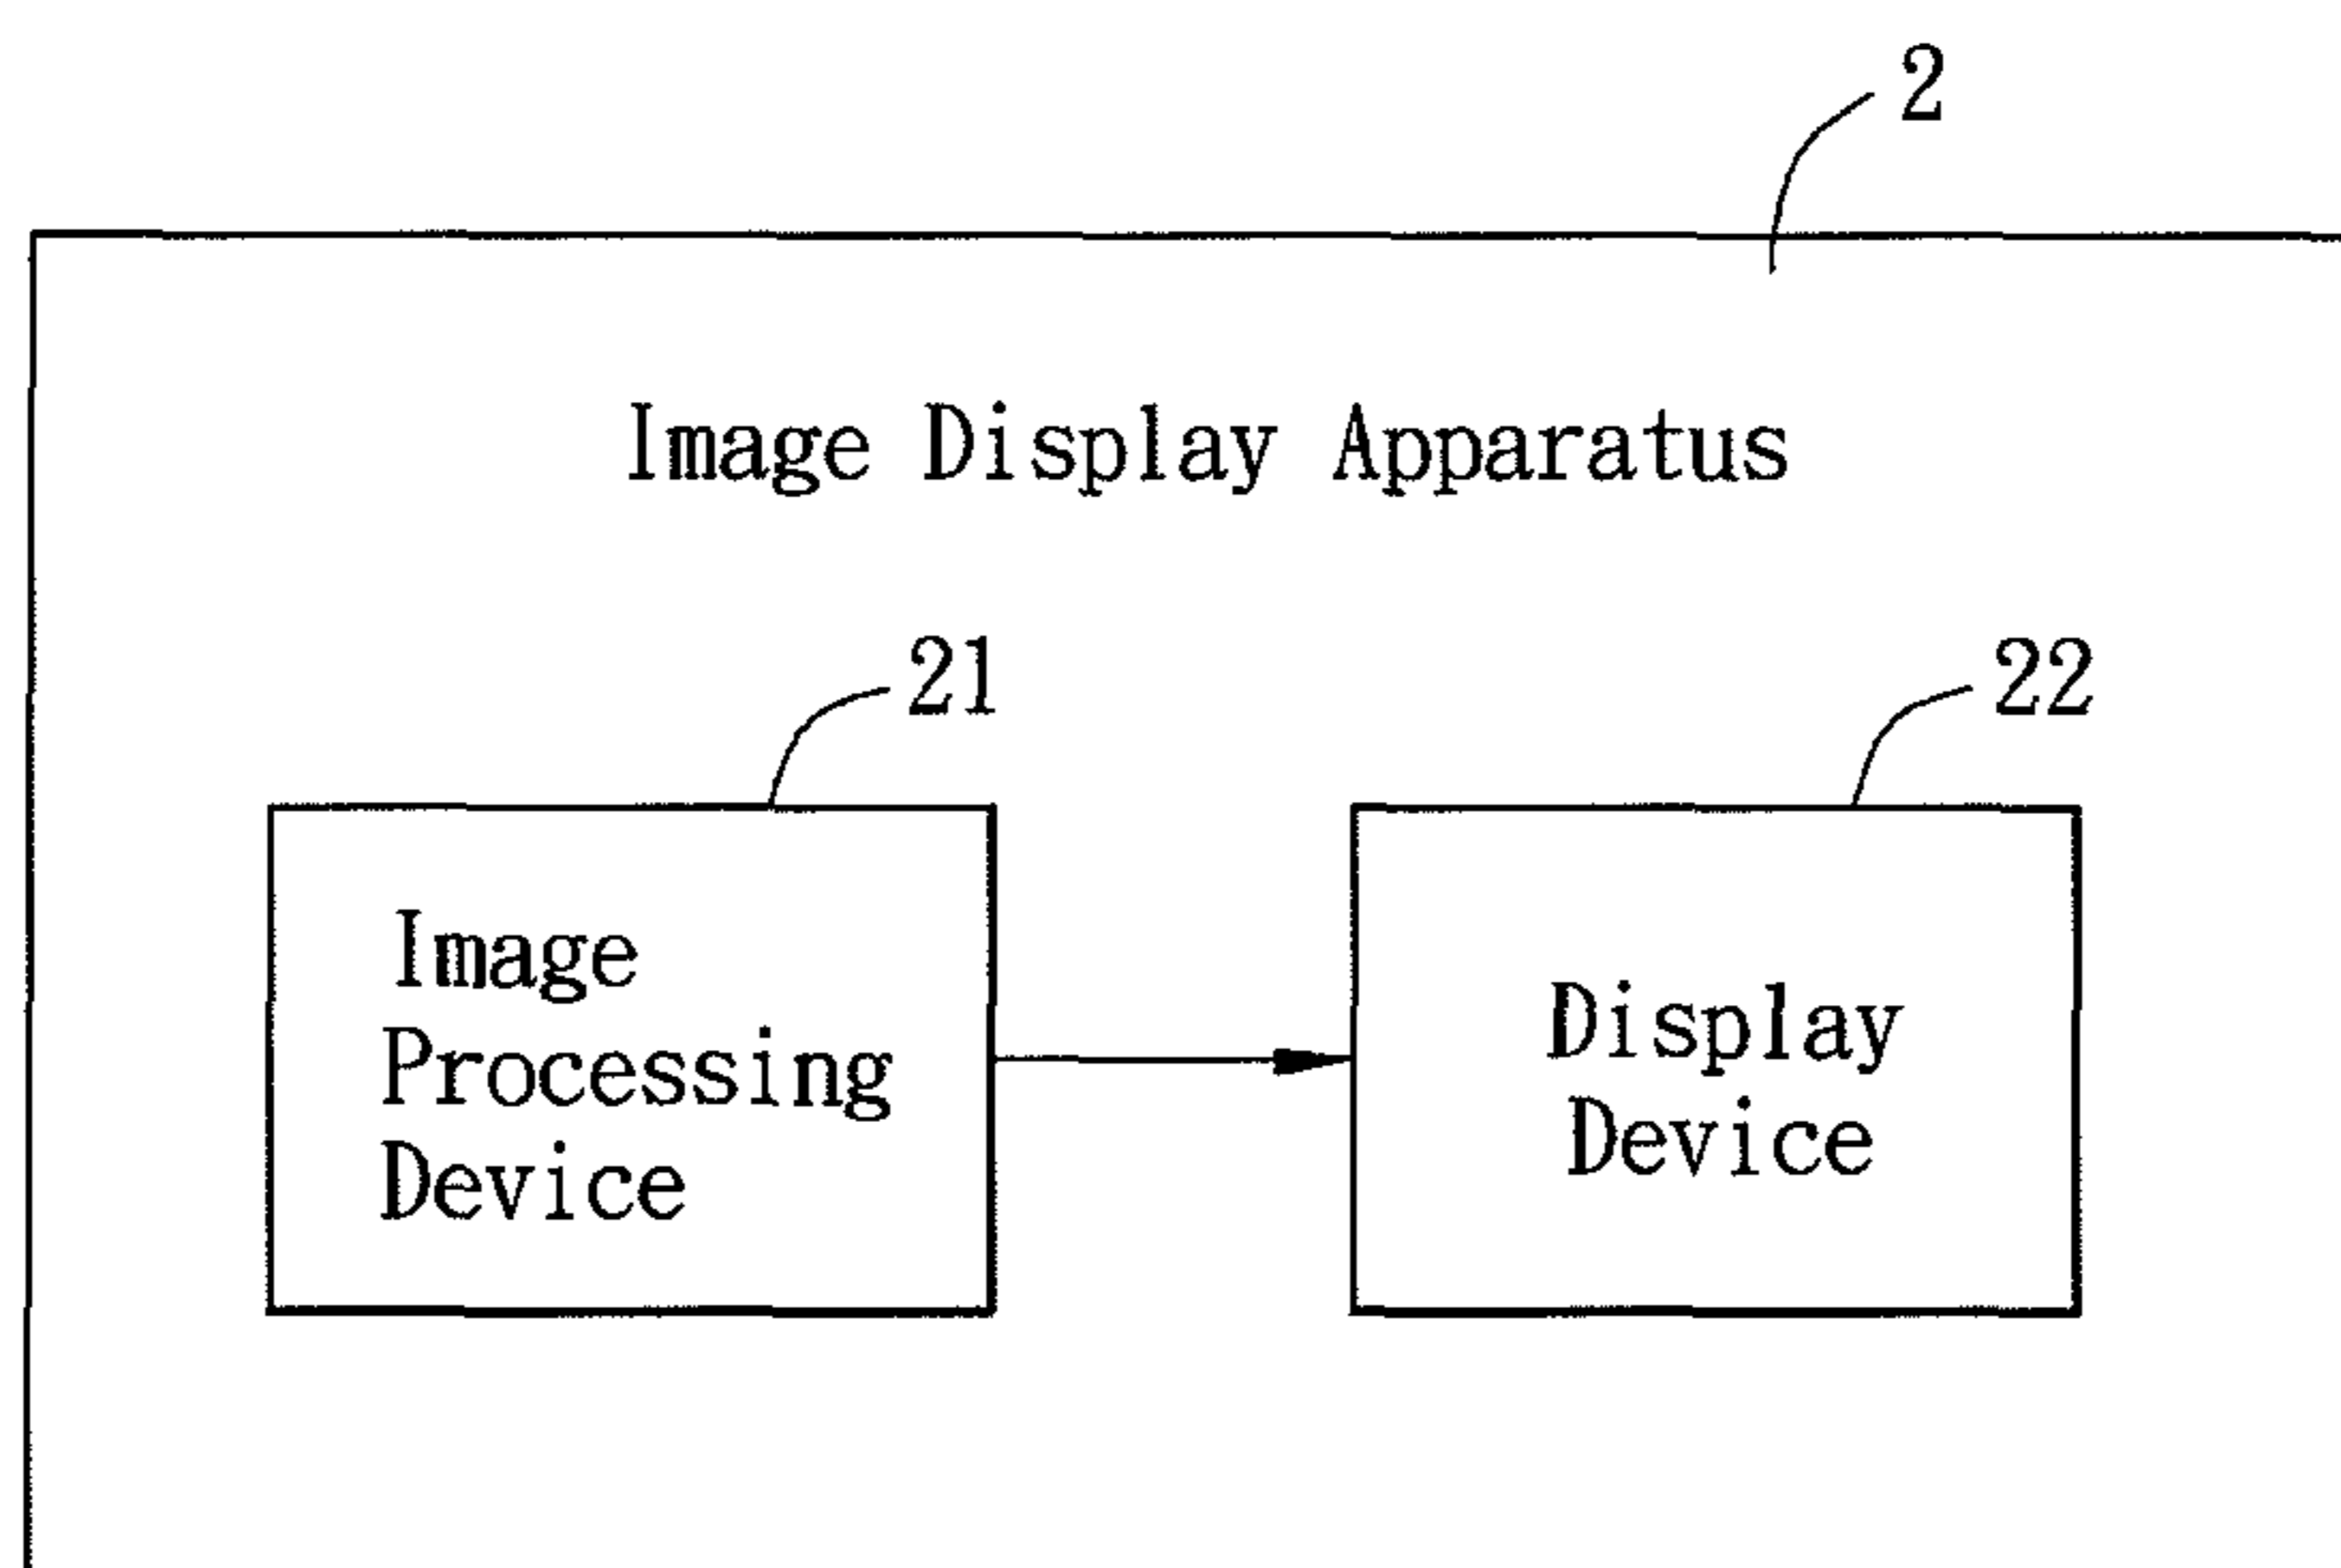 2
Image Display Apparatus
21
22
Image
Processing
Device
Display
Device